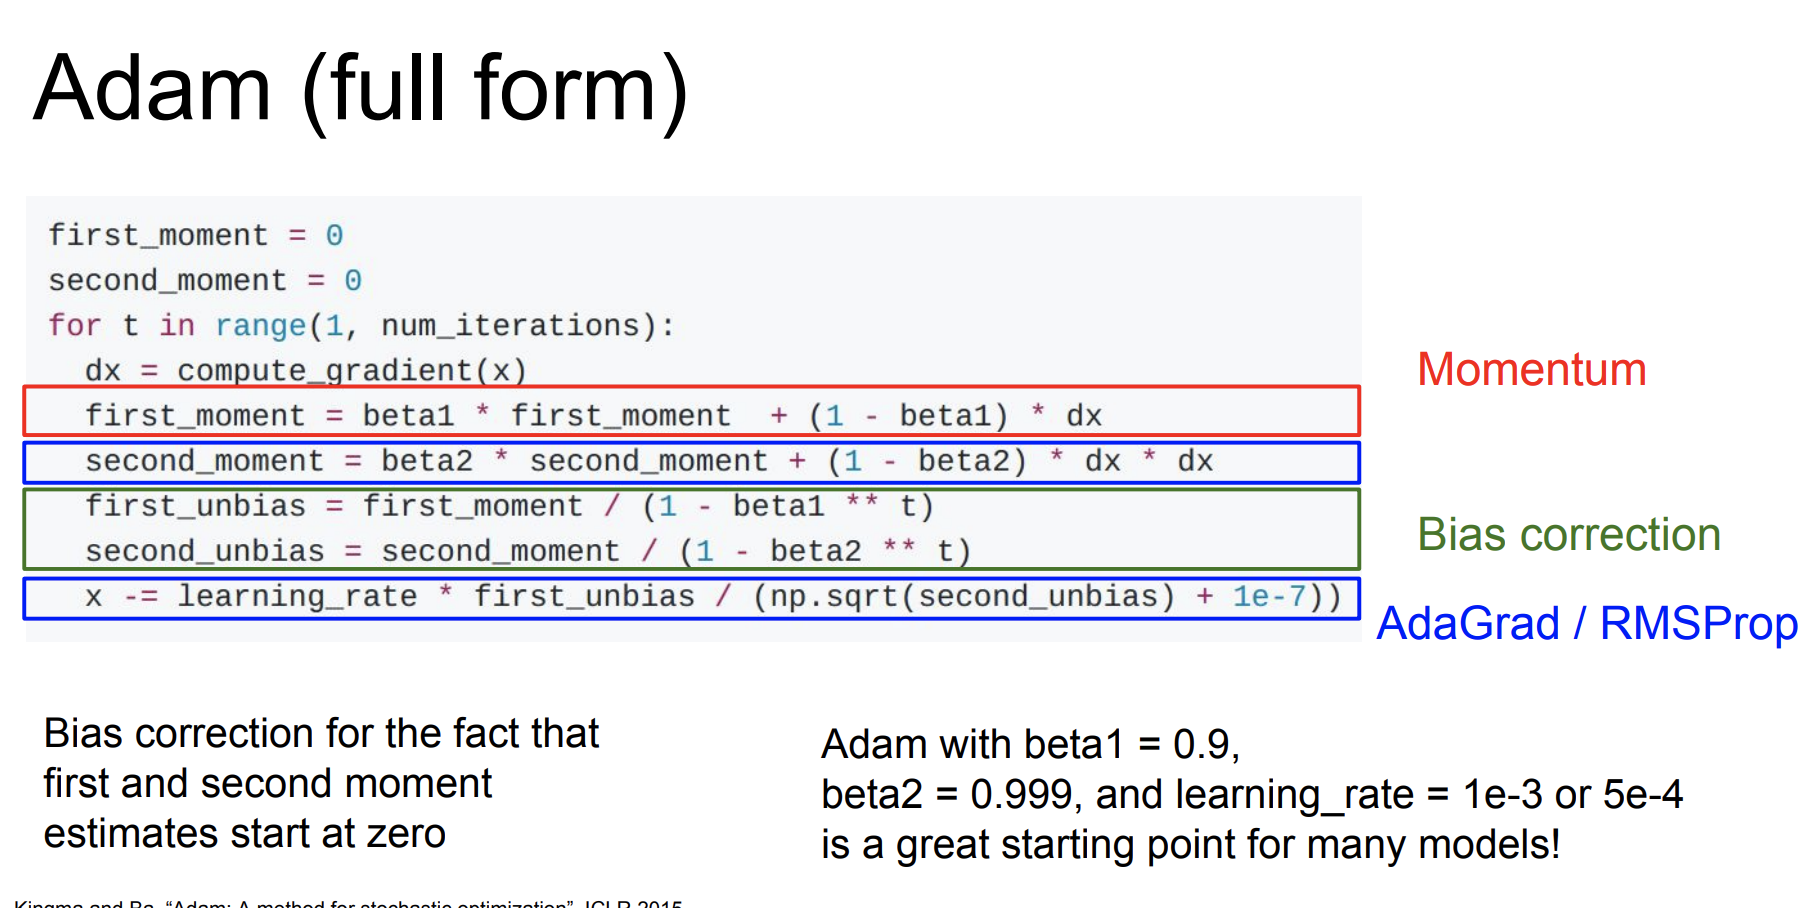 Adam (full form)
first_moment = 0
second_moment = 0
for t in range(1, num_iterations):
dx = compute_gradient(x)
first_moment = beta1 * first_moment + (1 - beta1) * dx
second_moment = beta2 * second_moment + (1 - beta2) * dx * dx
first_unbias = first_moment / (1 - beta1 ** t)
second_unbias = second_moment / (1 - beta2 ** t)
x -= learning_rate * first_unbias / (np.sqrt(second_unbias) + 1e-7))
Momentum
Bias correction
AdaGrad / RMSProp
Bias correction for the fact that
first and second moment
estimates start at zero
Adam with beta1 = 0.9,
beta2 = 0.999, and learning_rate = 1e-3 or 5e-4
is a great starting point for many models!
Kingma and Ba, “Adam: A method for stochastic optimization”, ICLR 2015